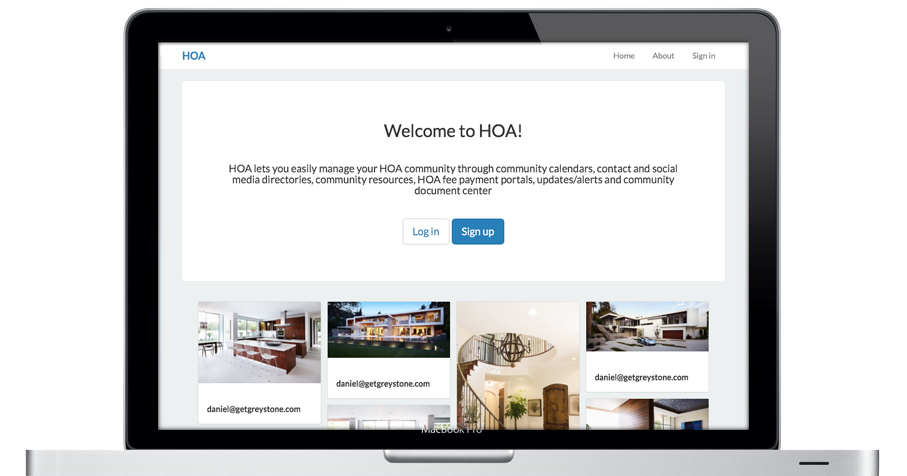 HOA
Home About Sign in
Welcome to HOA!
HOA lets you easily manage your HOA community through community calendars, contact and social
media directories, community resources, HOA fee payment portals, updates/alerts and community
document center
Log in Sign up
daniel@getgreystone.com
daniel@getgreystone.com
daniel@getgreystone.com
MacBook Pro